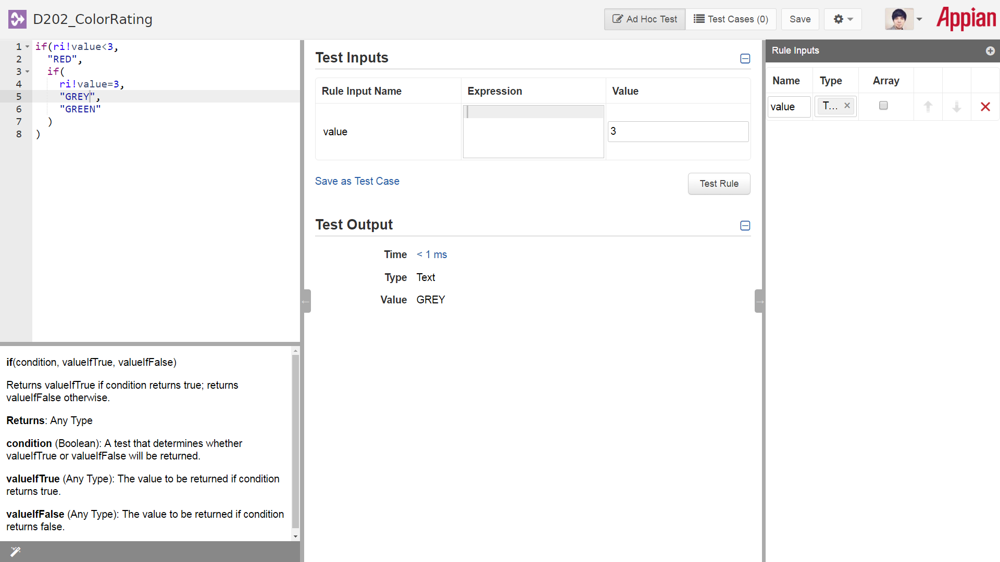 D202_ColorRating
Ad Hoc Test
Test Cases (0)
Save
Appian
1 if(ri!value<3,
2 "RED",
3 if(
4 ri!value=3,
5 "GREY",
6 "GREEN"
7 )
8 )
if(condition, valueIfTrue, valueIfFalse)
Returns valueIfTrue if condition returns true; returns
valueIfFalse otherwise.
Returns: Any Type
condition (Boolean): A test that determines whether
valueIfTrue or valueIfFalse will be returned.
valueIfTrue (Any Type): The value to be returned if condition
returns true.
valueIfFalse (Any Type): The value to be returned if condition
returns false.
Test Inputs
Rule Input Name Expression Value
value 3
Save as Test Case
Test Rule
Test Output
Time < 1 ms
Type Text
Value GREY
Rule Inputs
Name Type Array
value T... ×